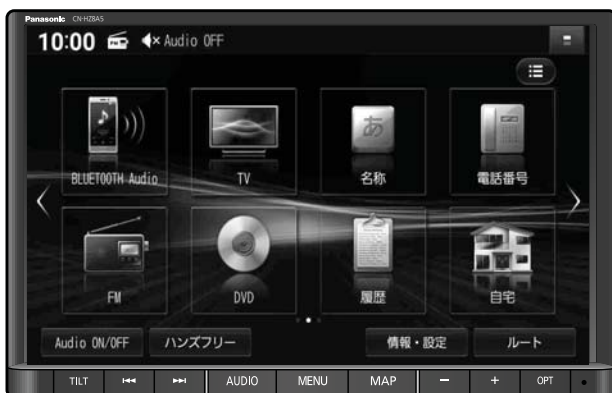 Panasonic CN-HZ8A5
10:00 Audio OFF
BLUETOOTH Audio TV 名称 電話番号
あ
FM DVD 履歴 自宅
Audio ON/OFF ハンズフリー 情報・設定 ルート
TILT AUDIO MENU MAP − + OPT